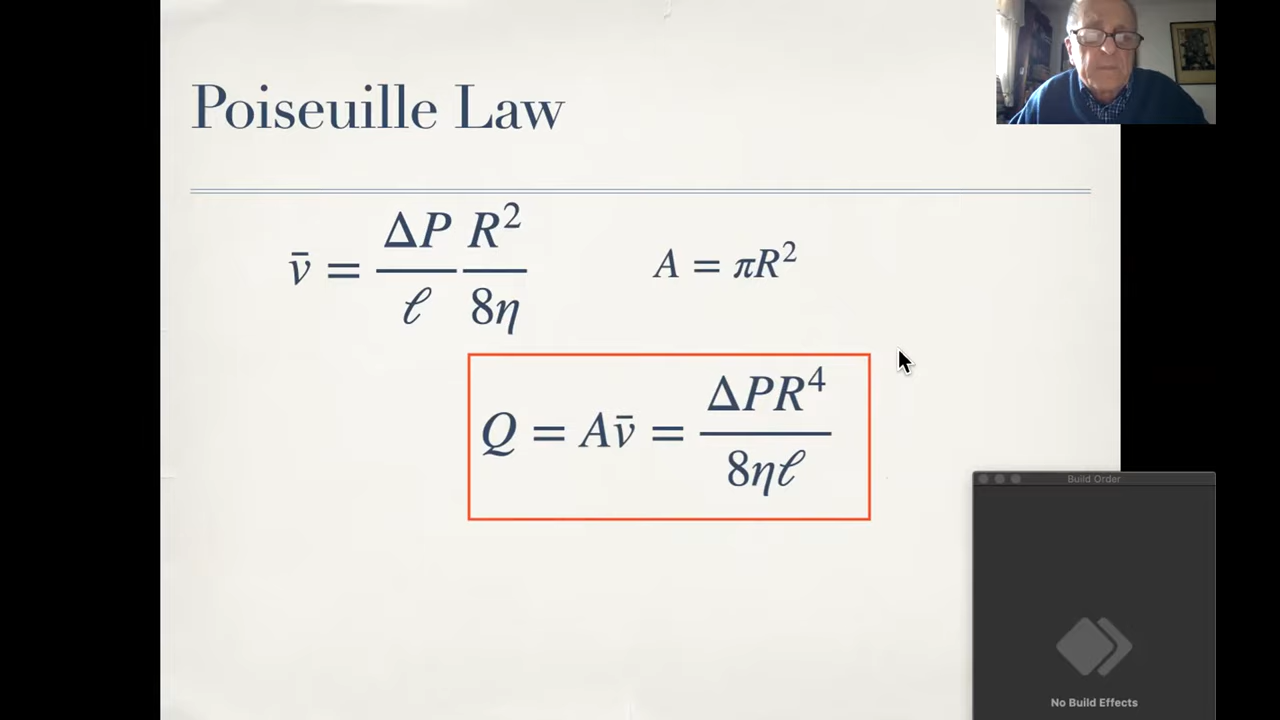 Poiseuille Law
v̄ = ΔP/ℓ R²/8η
A = πR²
Q = Av̄ = ΔPR⁴/8ηℓ
Build Order
No Build Effects